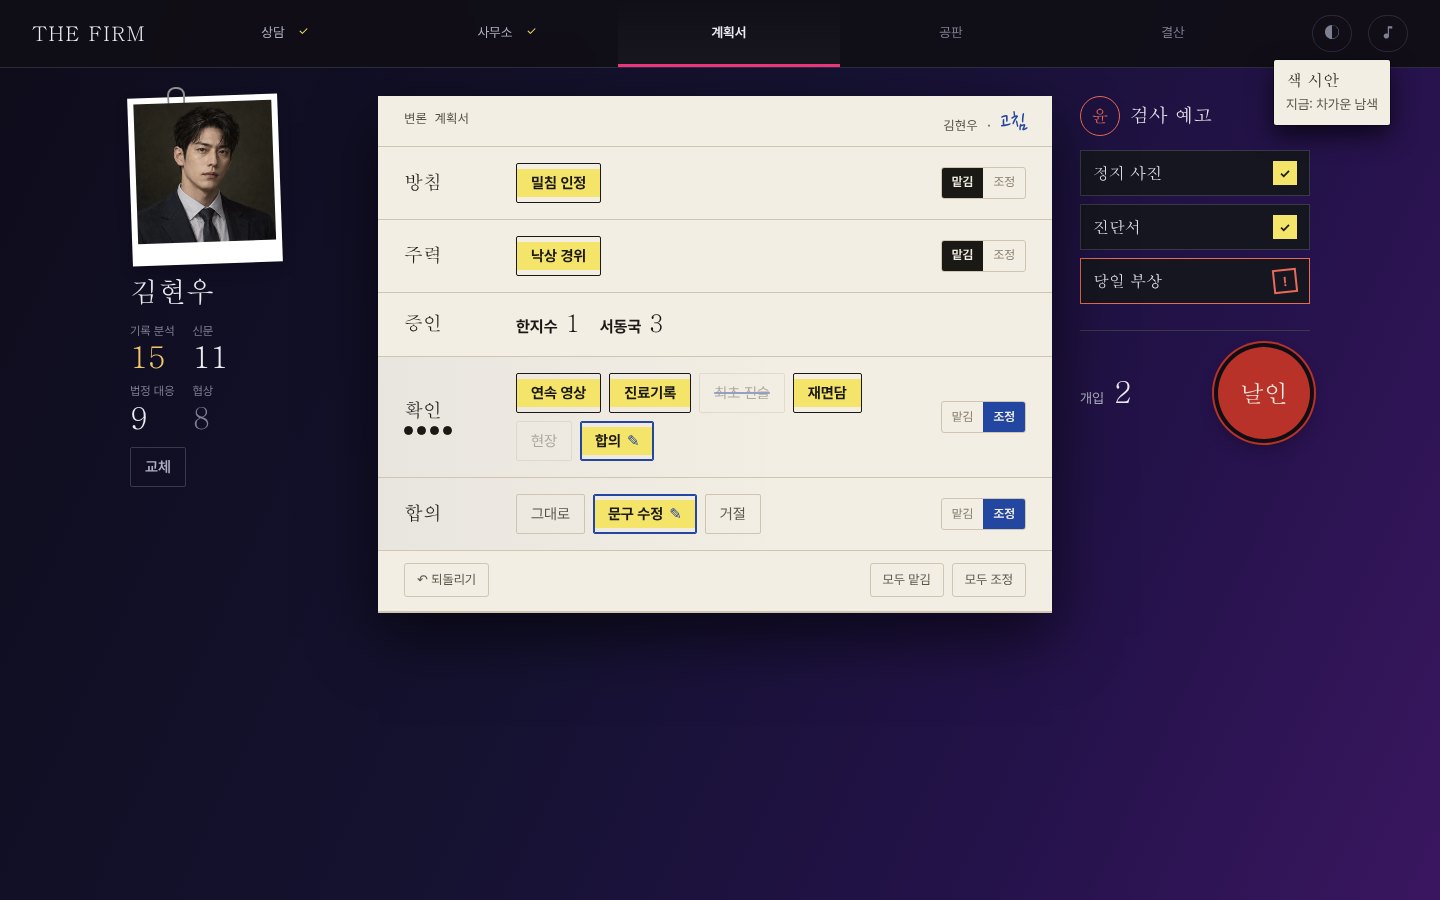 THE FIRM
상담 ✓
사무소 ✓
계획서
공판
결산
색 시안
지금: 차가운 남색
김현우
기록 분석 신문
15 11
법정 대응 협상
9 8
교체
변론 계획서
김현우 · 고침
방침 밀침 인정 맡김 조정
주력 낙상 경위 맡김 조정
증인 한지수 1 서동국 3
확인 연속 영상 진료기록 최초 진술 재면담 맡김 조정
현장 합의 ✎
합의 그대로 문구 수정 ✎ 거절 맡김 조정
↶ 되돌리기 모두 맡김 모두 조정
윤 검사 예고
정지 사진 ✓
진단서 ✓
당일 부상 !
개입 2
날인